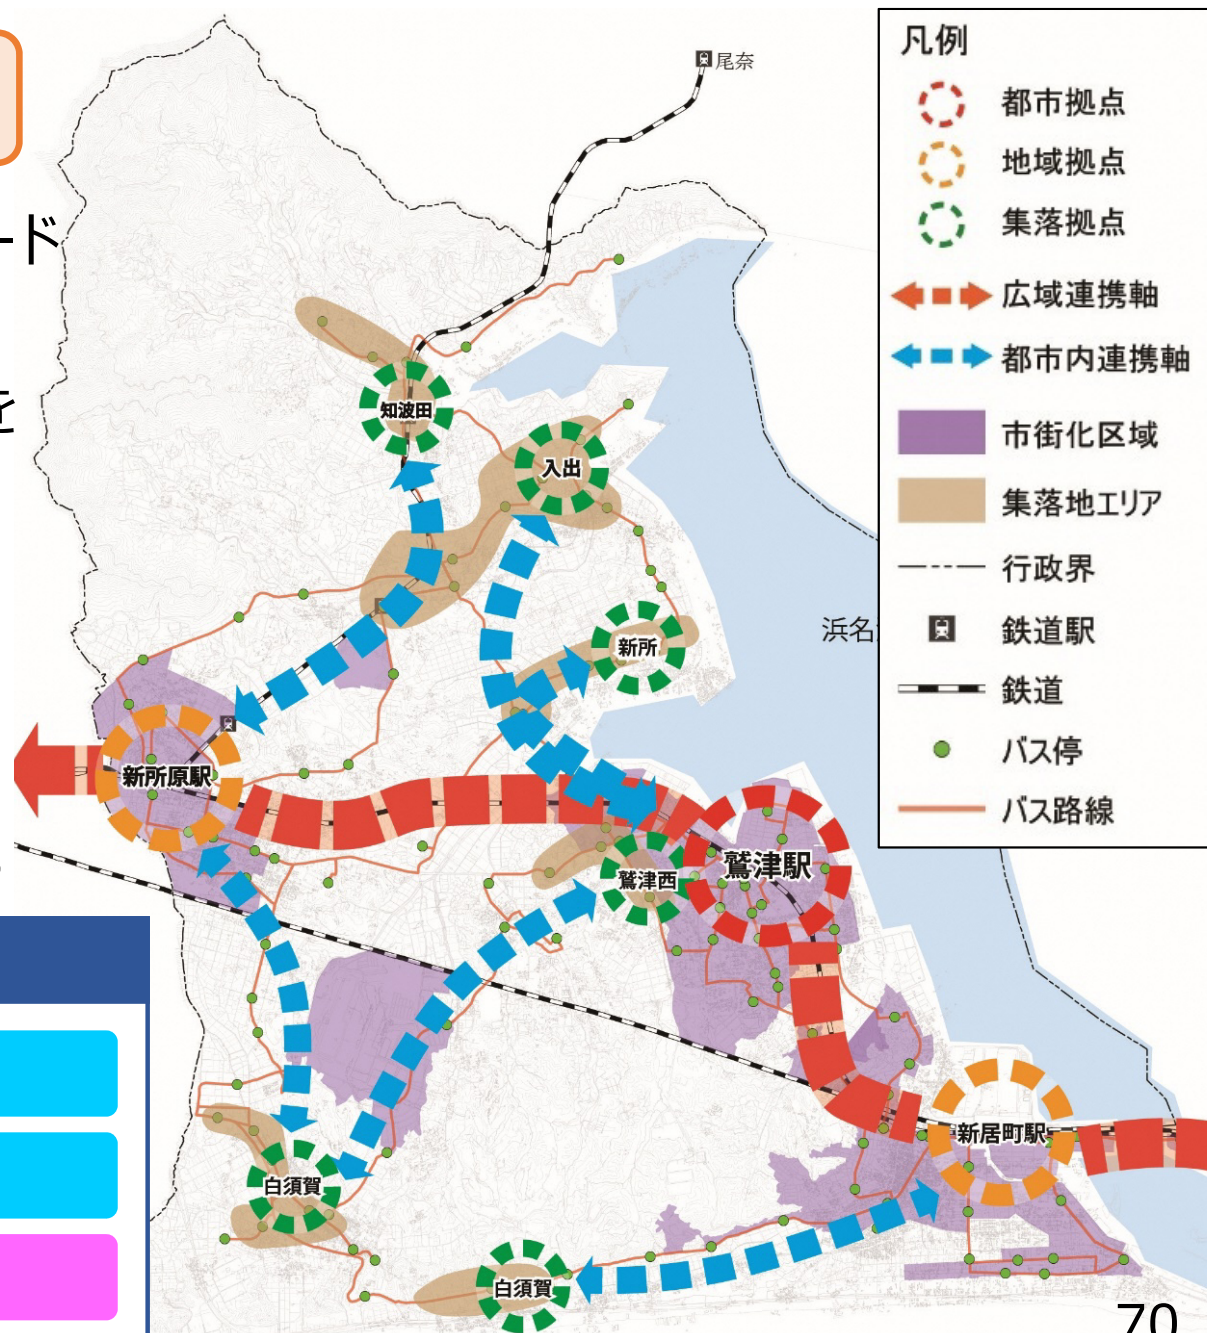 ード
を
尾奈
知波田
入出
新所
浜名
新所原駅
鷲津西
鷲津駅
新居町駅
白須賀
白須賀
凡例
都市拠点
地域拠点
集落拠点
広域連携軸
都市内連携軸
市街化区域
集落地エリア
行政界
鉄道駅
鉄道
バス停
バス路線
70